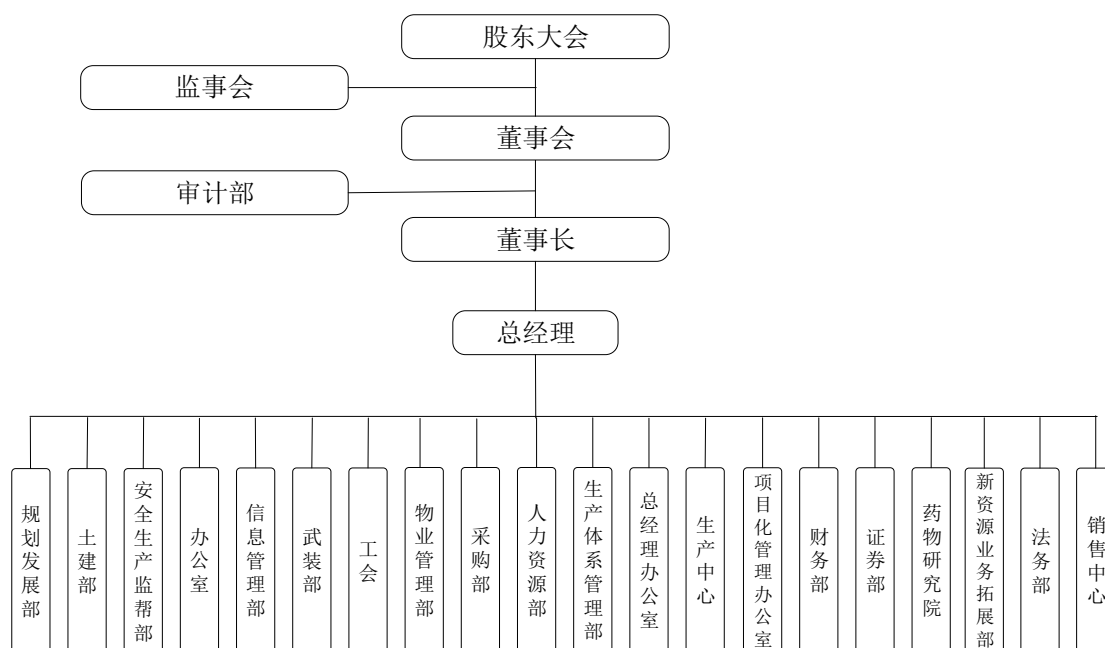 股东大会
监事会
董事会
审计部
董事长
总经理
规划发展部
土建部
安全生产监帮部
办公室
信息管理部
武装部
工会
物业管理部
采购部
人力资源部
生产体系管理部
总经理办公室
生产中心
项目化管理办公室
财务部
证券部
药物研究院
新资源业务拓展部
法务部
销售中心